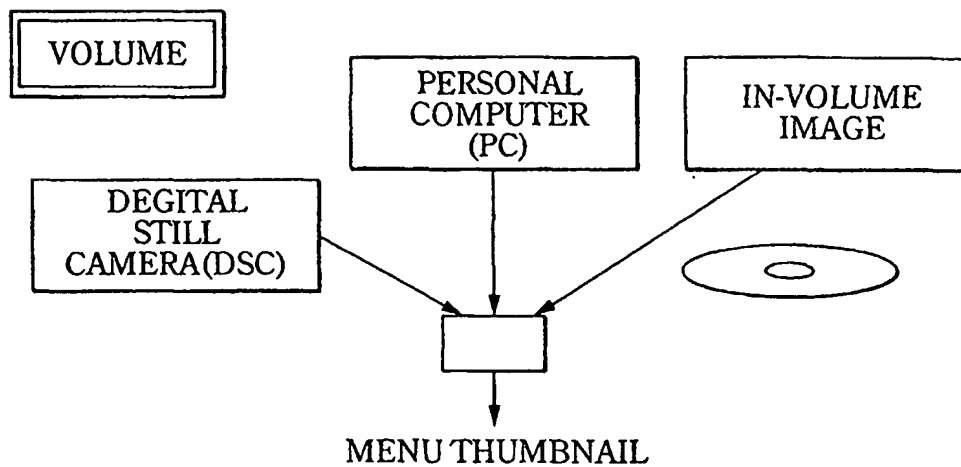 VOLUME
PERSONAL
COMPUTER
(PC)
IN-VOLUME
IMAGE
DEGITAL
STILL
CAMERA(DSC)
MENU THUMBNAIL